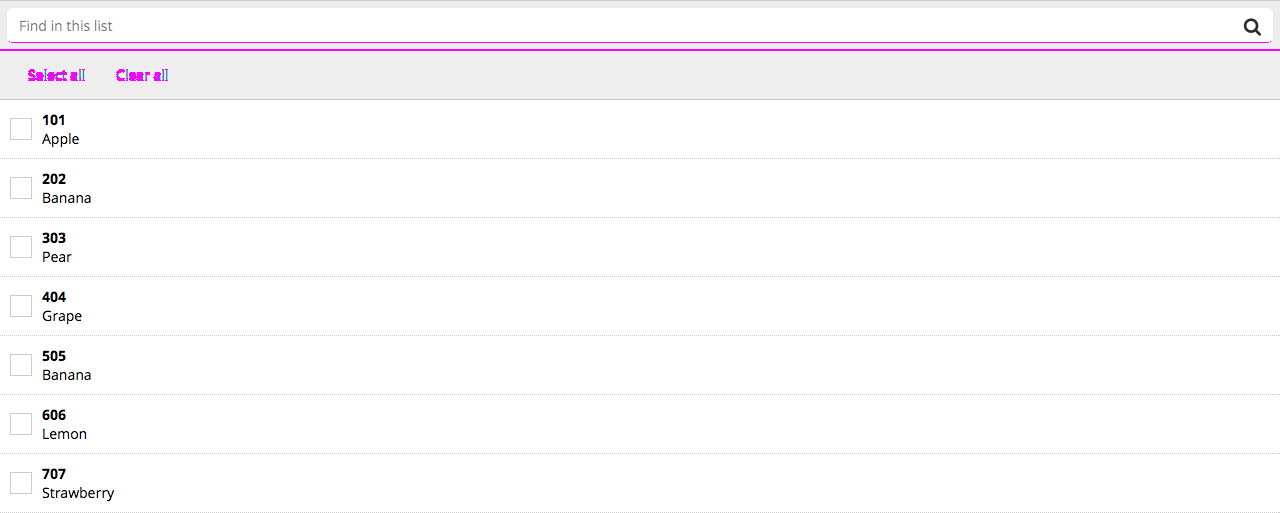 Find in this list
Select all Clear all
101
Apple
202
Banana
303
Pear
404
Grape
505
Banana
606
Lemon
707
Strawberry